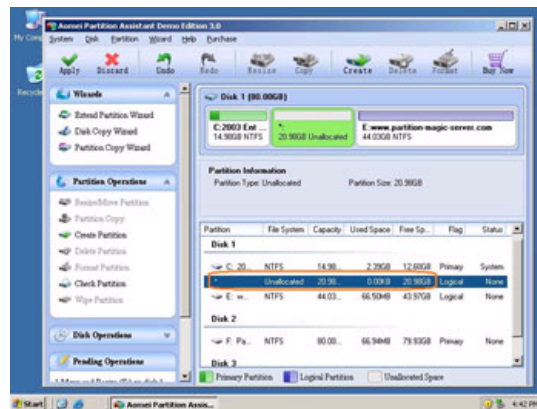 My Comp
Recycle
Aomei Partition Assistant Demo Edition 3.0
System Disk Partition Wizard Help Purchase
Apply Discard Undo Redo Resize Copy Create Delete Format Buy Now
Wizards
Extend Partition Wizard
Disk Copy Wizard
Partition Copy Wizard
Partition Operations
Resize/Move Partition
Partition Copy
Create Partition
Delete Partition
Format Partition
Check Partition
Wipe Partition
Disk Operations
Pending Operations
Disk 1 (80.00GB)
C:2003 Ent ...
14.98GB NTFS
*:
20.98GB Unallocated
E:www.partition-magic-server.com
44.03GB NTFS
Partition Information
Partition Type: Unallocated Partition Size: 20.98GB
Partition File System Capacity Used Space Free Sp... Flag Status
Disk 1
C: 20... NTFS 14.98... 2.39GB 12.60GB Primary System
* Unallocated 20.98... 0.00KB 20.98GB Logical None
E: w... NTFS 44.03... 66.50MB 43.97GB Logical None
Disk 2
F: Pa... NTFS 80.00... 66.94MB 79.93GB Primary None
Disk 3
Primary Partition Logical Partition Unallocated Space
Start Aomei Partition Assis... 4:42 PM